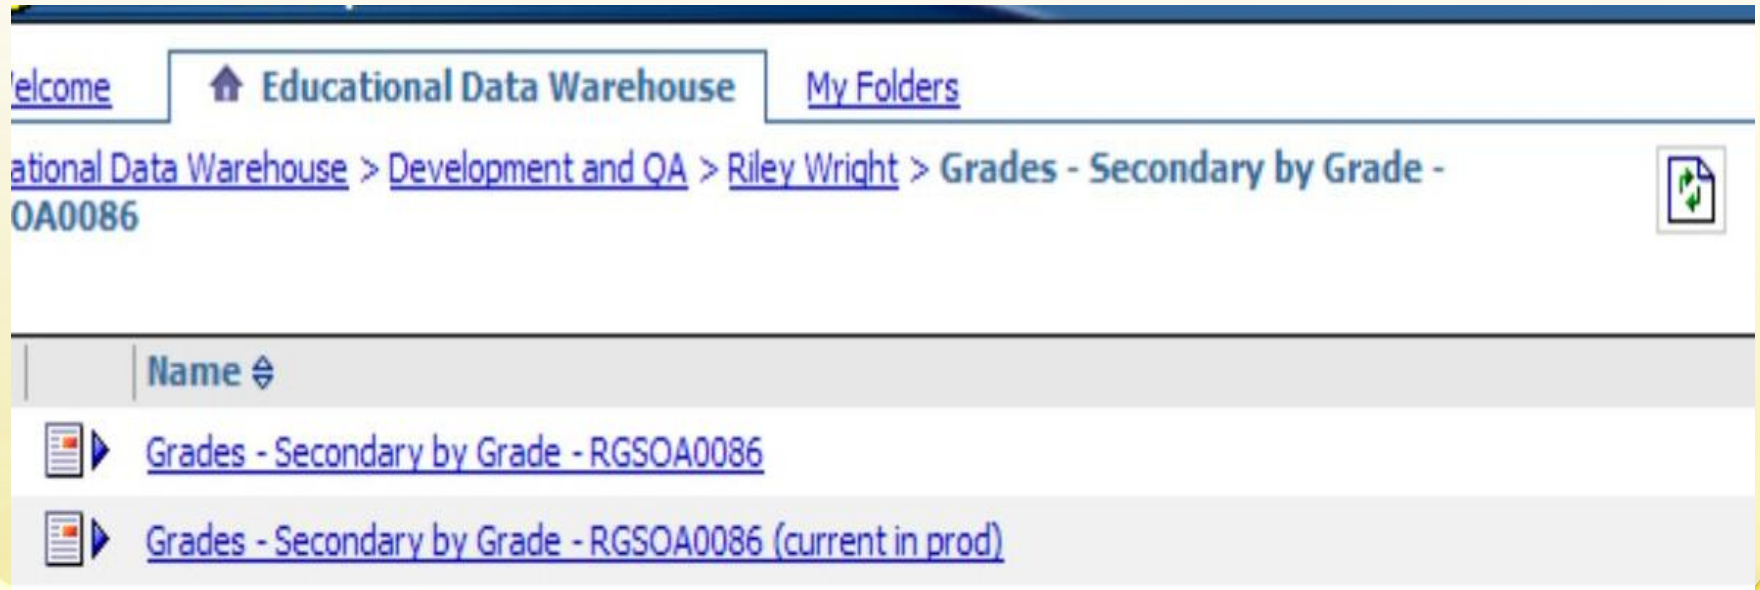 elcome Educational Data Warehouse My Folders
ational Data Warehouse > Development and QA > Riley Wright > Grades - Secondary by Grade -
OA0086
Name
Grades - Secondary by Grade - RGSOA0086
Grades - Secondary by Grade - RGSOA0086 (current in prod)